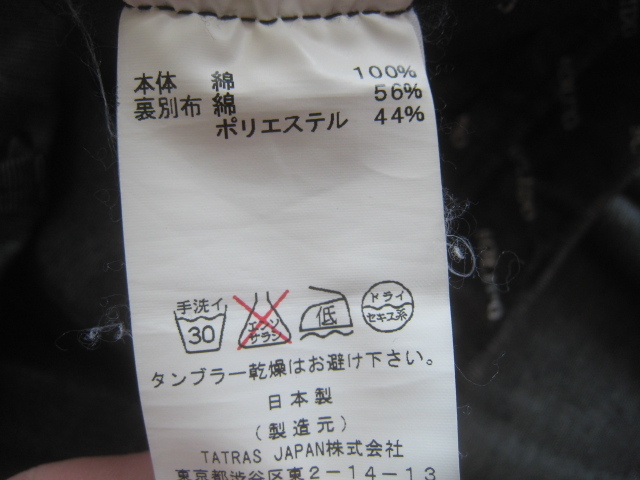 本体 綿 100%
裏別布 綿 56%
ポリエステル 44%
手洗イ 30
エンソ サラシ
低
ドライ セキユ系
タンブラー乾燥はお避け下さい。
日本製
(製造元)
TATRAS JAPAN株式会社
東京都渋谷区東2-14-13